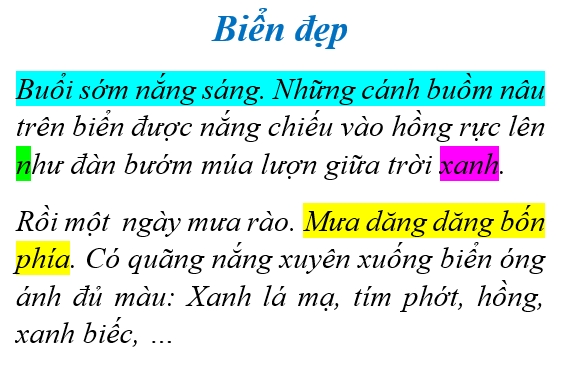 Biển đẹp
Buổi sớm nắng sáng. Những cánh buồm nâu
trên biển được nắng chiếu vào hồng rực lên
như đàn bướm múa lượn giữa trời xanh.
Rồi một ngày mưa rào. Mưa dăng dăng bốn
phía. Có quãng nắng xuyên xuống biển óng
ánh đủ màu: Xanh lá mạ, tím phớt, hồng,
xanh biếc, …